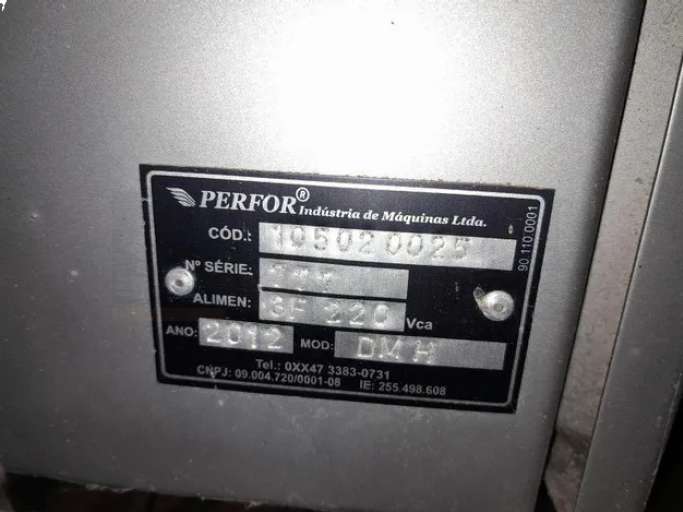 PERFOR® Indústria de Máquinas Ltda.
CÓD.: 105020025
Nº SÉRIE:
ALIMEN: 3F 220 Vca
ANO: 2012 MOD: DMH
Tel.: 0XX47 3383-0731
CNPJ: 09.004.720/0001-08 IE: 255.498.608
90.110.0001